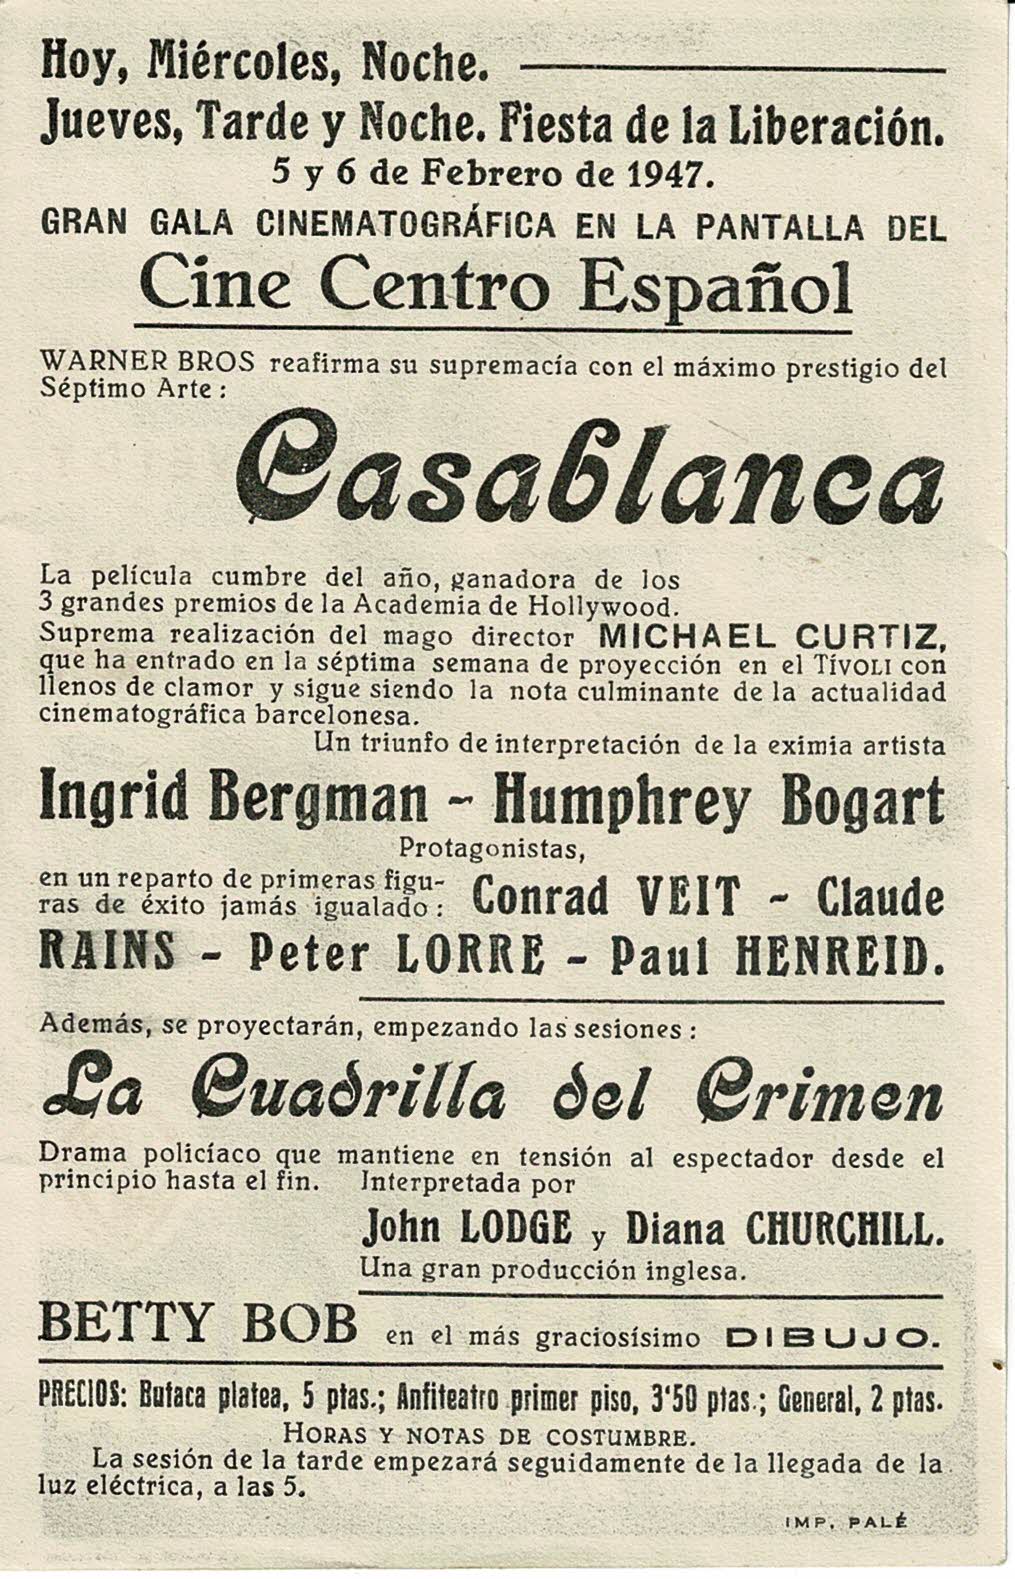 Hoy, Miércoles, Noche.
Jueves, Tarde y Noche. Fiesta de la Liberación.
5 y 6 de Febrero de 1947.
GRAN GALA CINEMATOGRÁFICA EN LA PANTALLA DEL
Cine Centro Español
WARNER BROS reafirma su supremacía con el máximo prestigio del
Séptimo Arte:
Casablanca
La película cumbre del año, ganadora de los
3 grandes premios de la Academia de Hollywood.
Suprema realización del mago director MICHAEL CURTIZ,
que ha entrado en la séptima semana de proyección en el TÍVOLI con
llenos de clamor y sigue siendo la nota culminante de la actualidad
cinematográfica barcelonesa.
Un triunfo de interpretación de la eximia artista
Ingrid Bergman - Humphrey Bogart
Protagonistas,
en un reparto de primeras figu-
ras de éxito jamás igualado: Conrad VEIT - Claude
RAINS - Peter LORRE - Paul HENREID.
Además, se proyectarán, empezando las sesiones:
La Cuadrilla del Crimen
Drama policíaco que mantiene en tensión al espectador desde el
principio hasta el fin. Interpretada por
John LODGE y Diana CHURCHILL.
Una gran producción inglesa.
BETTY BOB en el más graciosísimo DIBUJO.
PRECIOS: Butaca platea, 5 ptas.; Anfiteatro primer piso, 3'50 ptas.; General, 2 ptas.
HORAS Y NOTAS DE COSTUMBRE.
La sesión de la tarde empezará seguidamente de la llegada de la
luz eléctrica, a las 5.
IMP. PALÉ